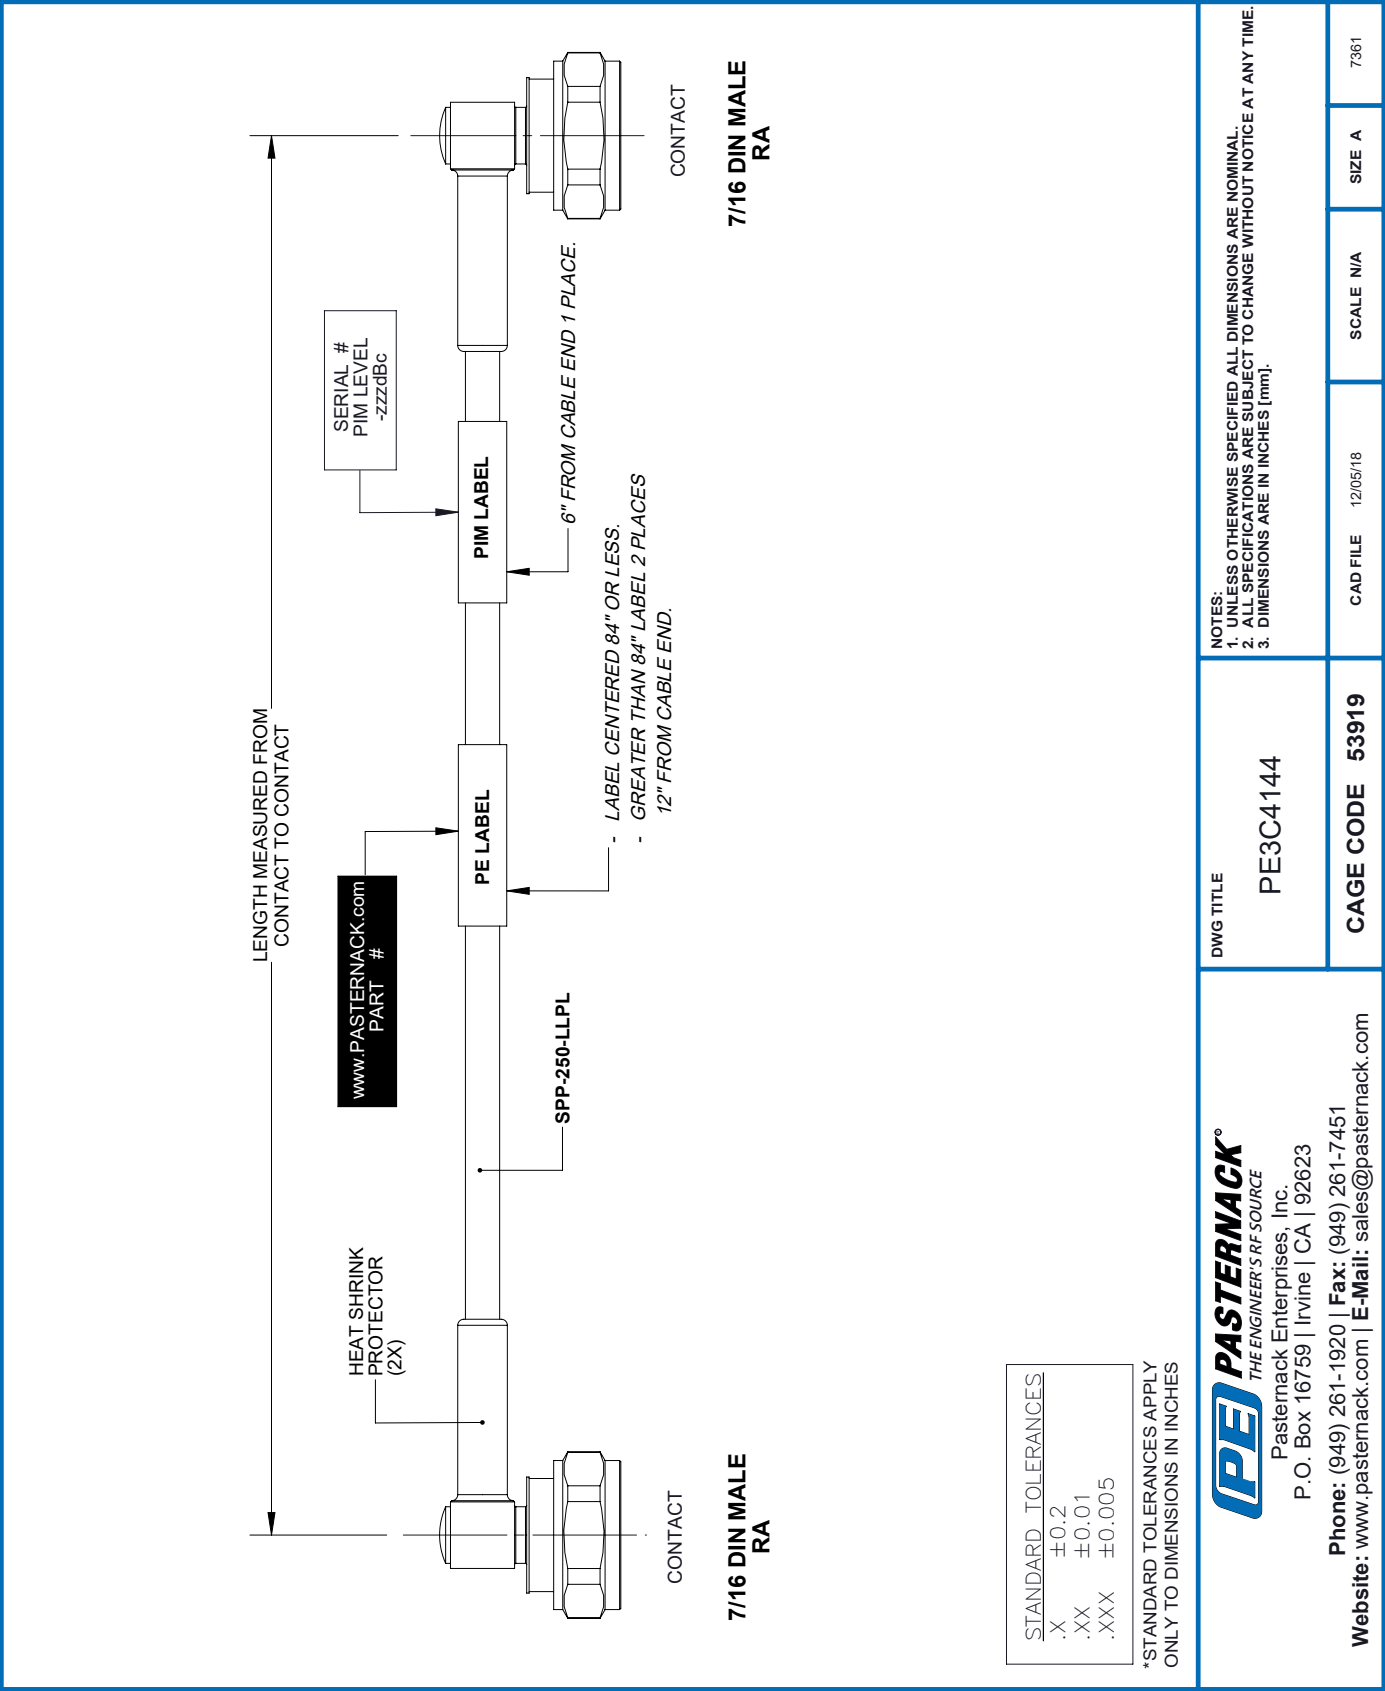 LENGTH MEASURED FROM
CONTACT TO CONTACT
HEAT SHRINK
PROTECTOR
(2X)
www.PASTERNACK.com
PART #
SERIAL #
PIM LEVEL
-zzzdBc
PE LABEL
PIM LABEL
SPP-250-LLPL
6" FROM CABLE END 1 PLACE.
- LABEL CENTERED 84" OR LESS.
- GREATER THAN 84" LABEL 2 PLACES
12" FROM CABLE END.
CONTACT
7/16 DIN MALE
RA
CONTACT
7/16 DIN MALE
RA
STANDARD TOLERANCES
.X ±0.2
.XX ±0.01
.XXX ±0.005
*STANDARD TOLERANCES APPLY
ONLY TO DIMENSIONS IN INCHES
PE PASTERNACK®
THE ENGINEER'S RF SOURCE
Pasternack Enterprises, Inc.
P.O. Box 16759 | Irvine | CA | 92623
Phone: (949) 261-1920 | Fax: (949) 261-7451
Website: www.pasternack.com | E-Mail: sales@pasternack.com
DWG TITLE
PE3C4144
CAGE CODE 53919
NOTES:
1. UNLESS OTHERWISE SPECIFIED ALL DIMENSIONS ARE NOMINAL.
2. ALL SPECIFICATIONS ARE SUBJECT TO CHANGE WITHOUT NOTICE AT ANY TIME.
3. DIMENSIONS ARE IN INCHES [mm].
CAD FILE 12/05/18
SCALE N/A
SIZE A
7361